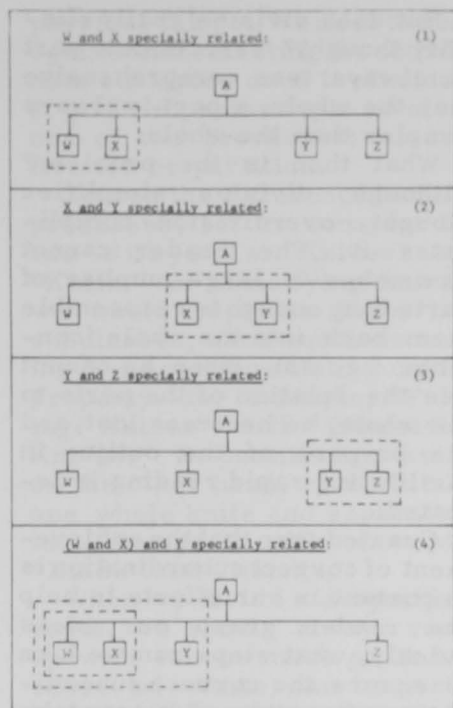 W and X specially related: (1)
A
W X Y Z
X and Y specially related: (2)
A
W X Y Z
Y and Z specially related: (3)
A
W X Y Z
(W and X) and Y specially related: (4)
A
W X Y Z